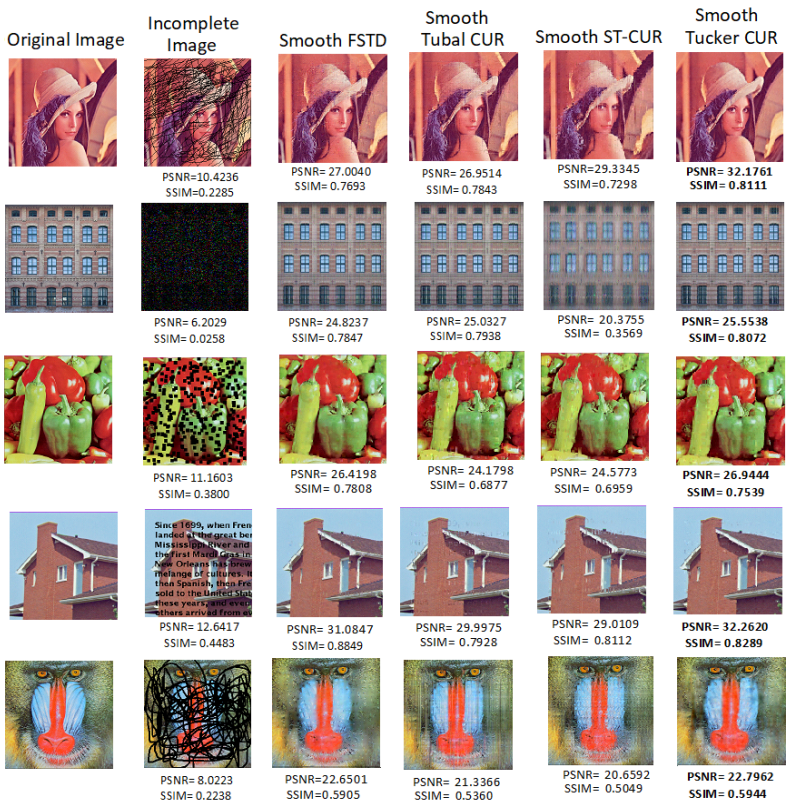 Original Image
Incomplete
Image
Smooth FSTD
Smooth
Tubal CUR
Smooth ST-CUR
Smooth
Tucker CUR
PSNR=10.4236
SSIM=0.2285
PSNR= 27.0040
SSIM= 0.7693
PSNR= 26.9514
SSIM= 0.7843
PSNR=29.3345
SSIM=0.7298
PSNR= 32.1761
SSIM= 0.8111
PSNR= 6.2029
SSIM= 0.0258
PSNR= 24.8237
SSIM= 0.7847
PSNR= 25.0327
SSIM= 0.7938
PSNR= 20.3755
SSIM= 0.3569
PSNR= 25.5538
SSIM= 0.8072
PSNR= 11.1603
SSIM= 0.3800
PSNR= 26.4198
SSIM= 0.7808
PSNR= 24.1798
SSIM= 0.6877
PSNR= 24.5773
SSIM= 0.6959
PSNR= 26.9444
SSIM= 0.7539
Since 1699, when Fren
landed at the great ben
Mississippi River and
the first Mardi Gras in
New Orleans has brew
melange of cultures. It
then Spanish, then Fre
sold to the United Stat
these years, and even
others arrived from ev
PSNR= 12.6417
SSIM= 0.4483
PSNR= 31.0847
SSIM= 0.8849
PSNR= 29.9975
SSIM= 0.7928
PSNR= 29.0109
SSIM= 0.8112
PSNR= 32.2620
SSIM= 0.8289
PSNR= 8.0223
SSIM= 0.2238
PSNR=22.6501
SSIM= 0.5905
PSNR= 21.3366
SSIM= 0.5360
PSNR= 20.6592
SSIM= 0.5049
PSNR= 22.7962
SSIM= 0.5944